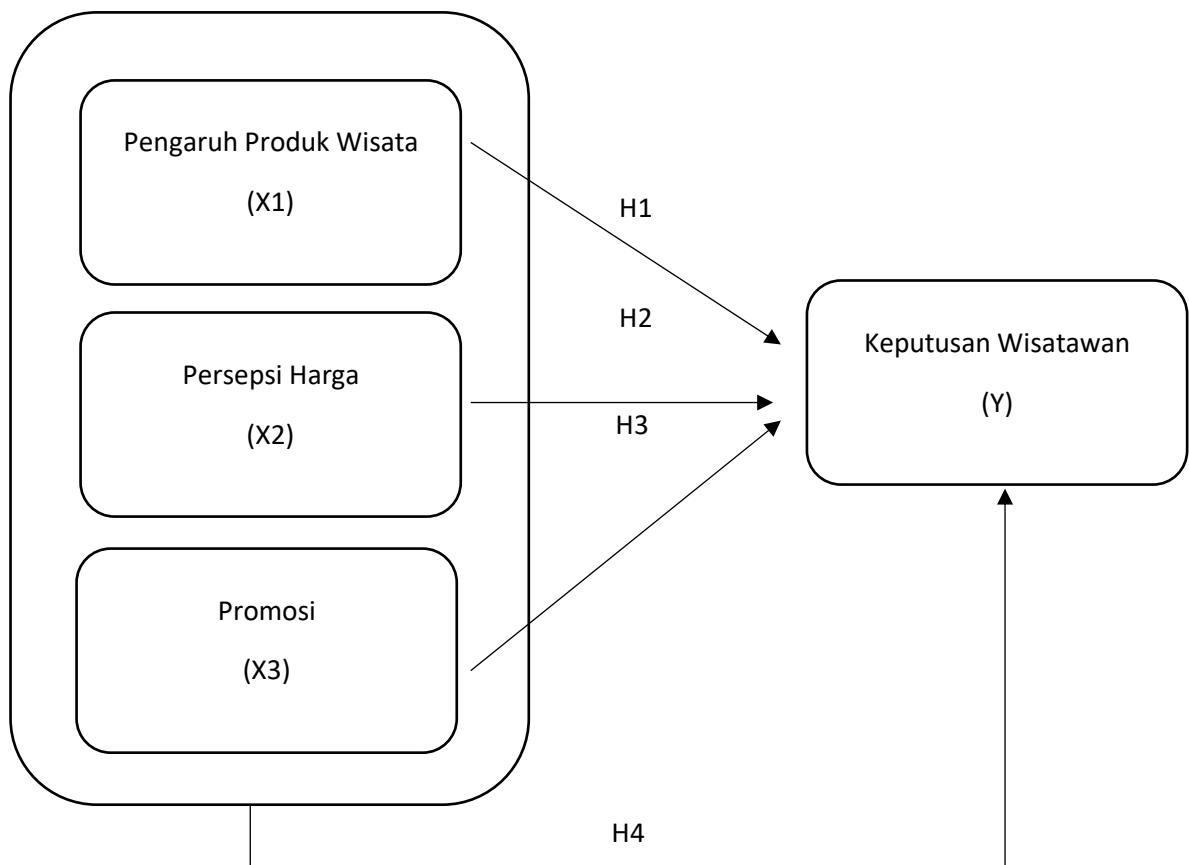 Pengaruh Produk Wisata
(X1)
H1
H2
Keputusan Wisatawan
(Y)
Persepsi Harga
(X2)
H3
Promosi
(X3)
H4